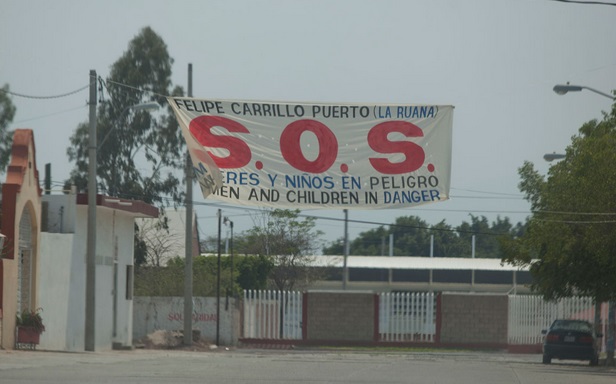 FELIPE CARRILLO PUERTO (LA RUANA)
S.O.S.
ERES Y NIÑOS EN PELIGRO
MEN AND CHILDREN IN DANGER